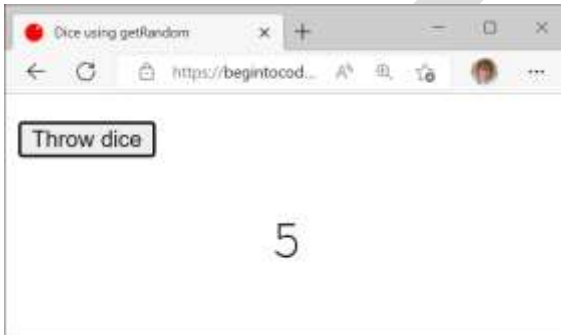 Dice using getRandom
https://begintocod...
Throw dice
5